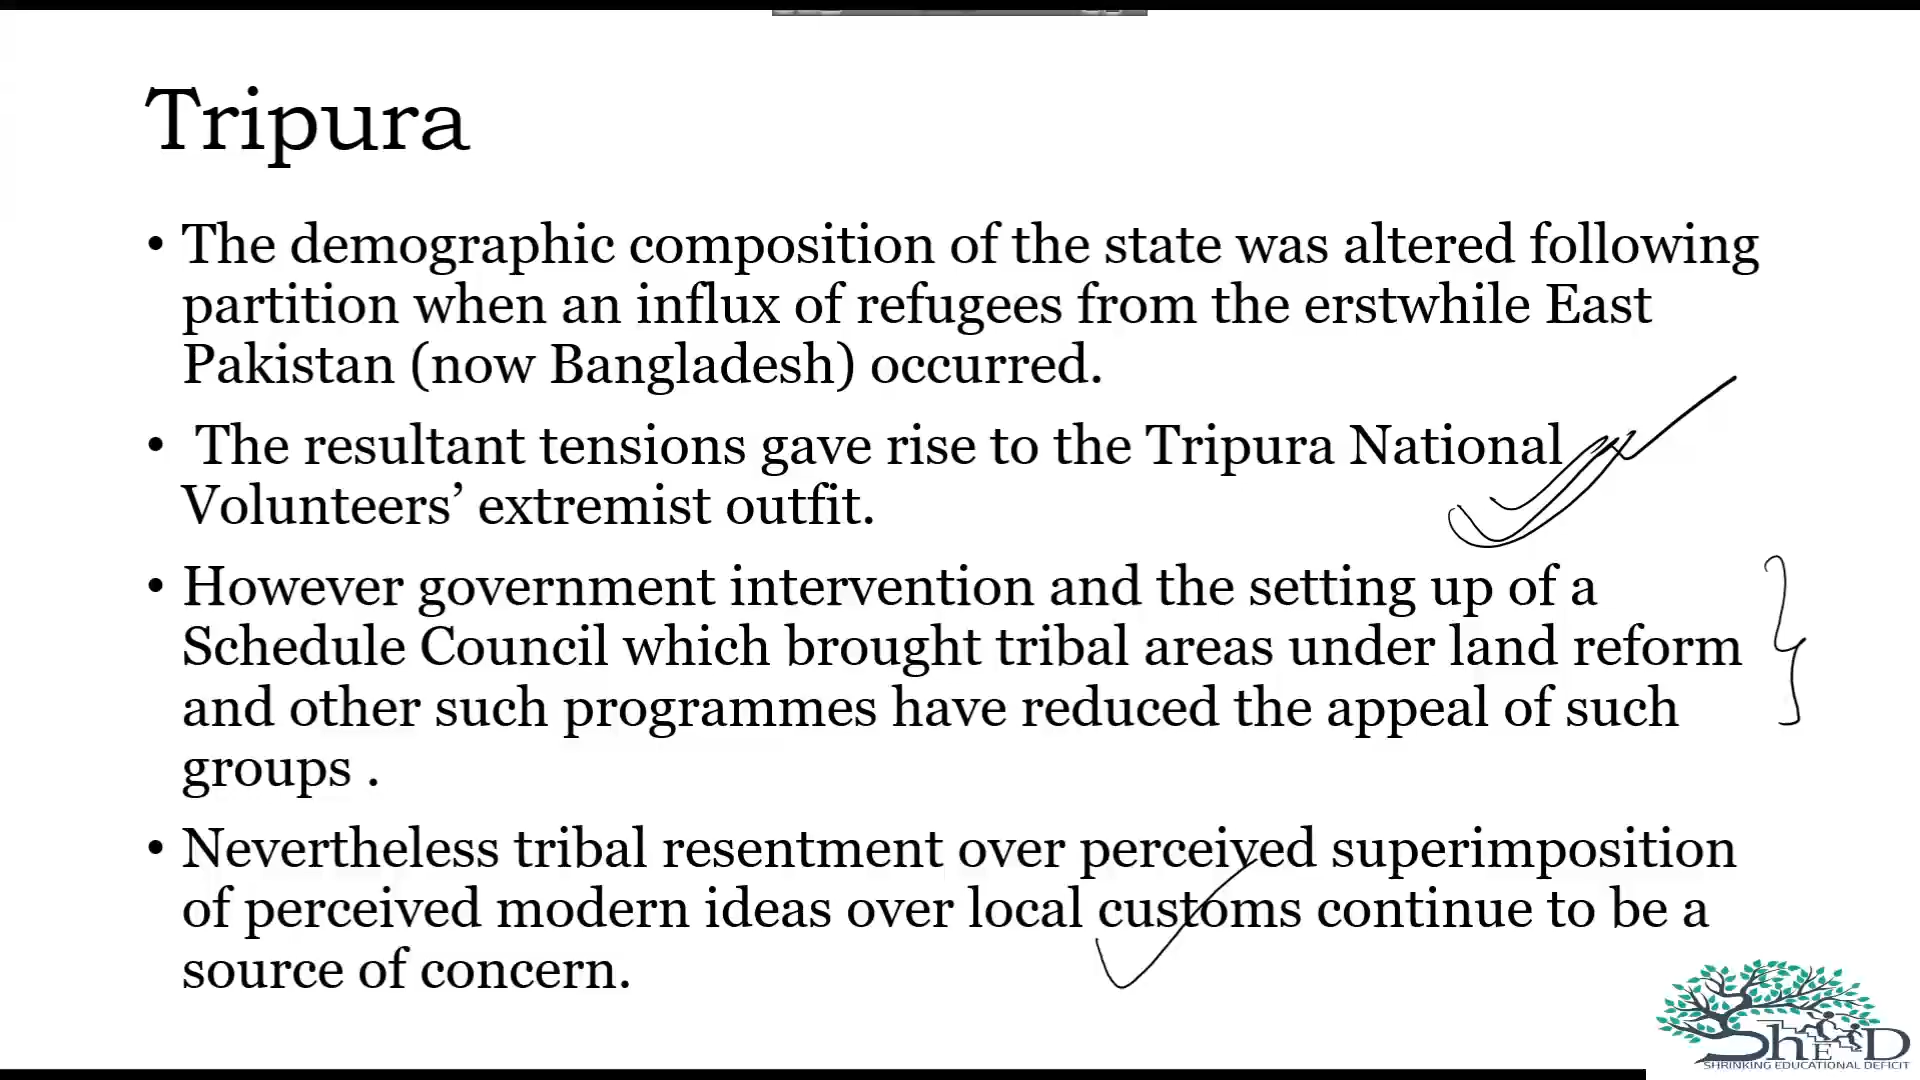 Tripura
• The demographic composition of the state was altered following
partition when an influx of refugees from the erstwhile East
Pakistan (now Bangladesh) occurred.
• The resultant tensions gave rise to the Tripura National
Volunteers’ extremist outfit.
• However government intervention and the setting up of a
Schedule Council which brought tribal areas under land reform
and other such programmes have reduced the appeal of such
groups .
• Nevertheless tribal resentment over perceived superimposition
of perceived modern ideas over local customs continue to be a
source of concern.
ShED
SHRINKING EDUCATIONAL DEFICIT